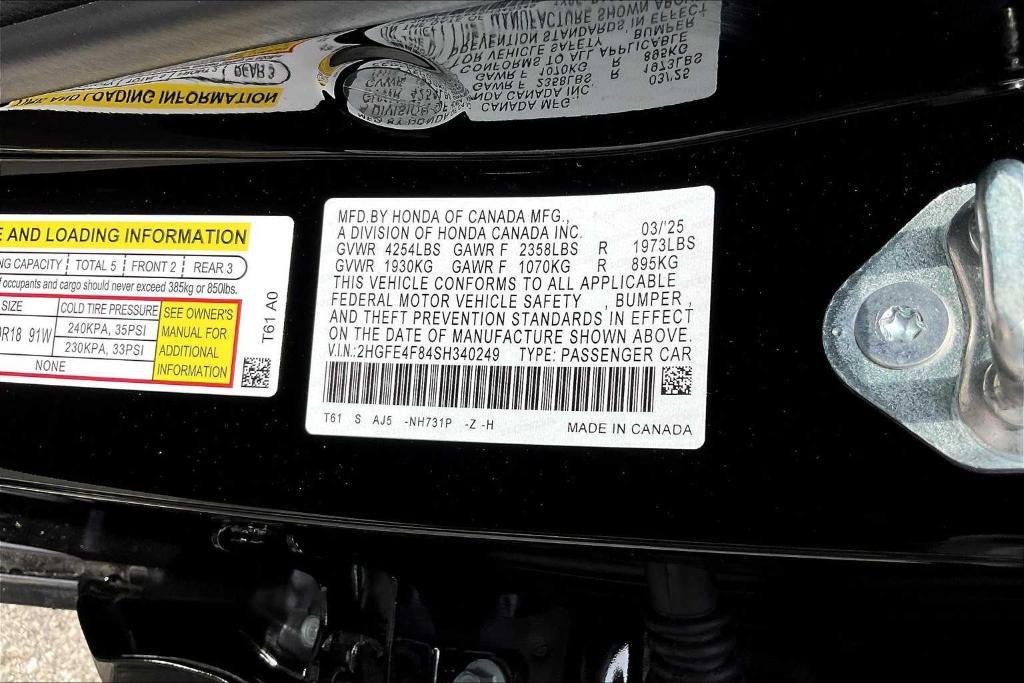 E AND LOADING INFORMATION
NG CAPACITY TOTAL 5 FRONT 2 REAR 3
f occupants and cargo should never exceed 385kg or 850lbs.
SIZE COLD TIRE PRESSURE SEE OWNER'S
R18 91W 240KPA, 35PSI MANUAL FOR
230KPA, 33PSI ADDITIONAL
NONE INFORMATION
T61 A0
MFD.BY HONDA OF CANADA MFG.,
A DIVISION OF HONDA CANADA INC. 03/'25
GVWR 4254LBS GAWR F 2358LBS R 1973LBS
GVWR 1930KG GAWR F 1070KG R 895KG
THIS VEHICLE CONFORMS TO ALL APPLICABLE
FEDERAL MOTOR VEHICLE SAFETY , BUMPER ,
AND THEFT PREVENTION STANDARDS IN EFFECT
ON THE DATE OF MANUFACTURE SHOWN ABOVE.
V.I.N.:2HGFE4F84SH340249 TYPE: PASSENGER CAR
T61 S AJ5 -NH731P -Z -H MADE IN CANADA